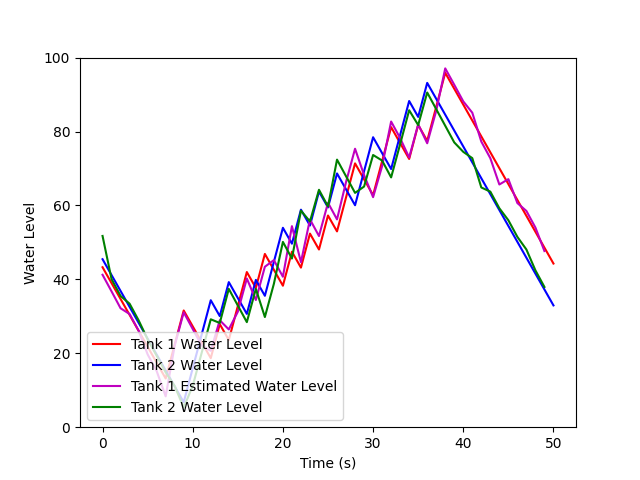 100
80
60
40
20
0
Water Level
Tank 1 Water Level
Tank 2 Water Level
Tank 1 Estimated Water Level
Tank 2 Water Level
0 10 20 30 40 50
Time (s)